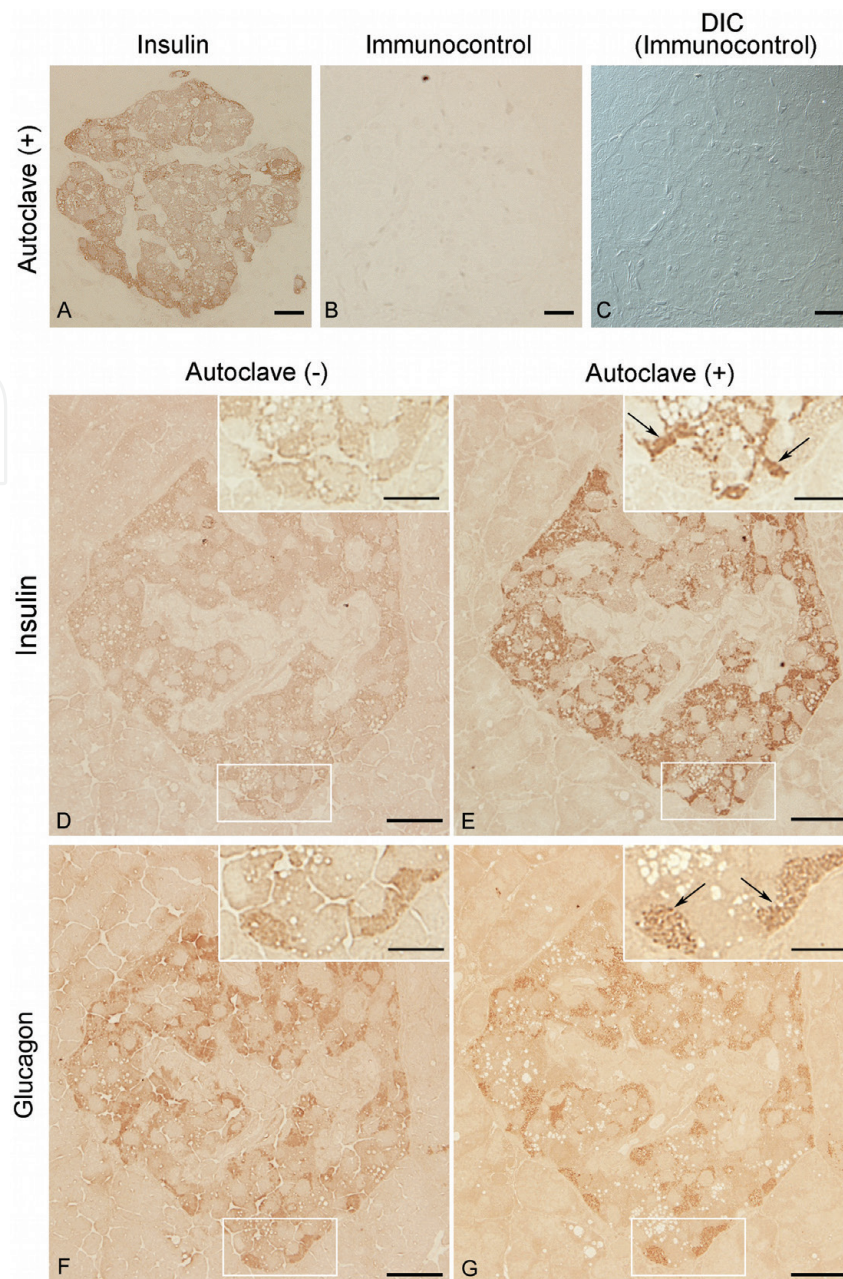 Insulin
Immunocontrol
DIC
(Immunocontrol)
Autoclave (+)
A
B
C
Autoclave (-)
Autoclave (+)
Insulin
D
E
Glucagon
F
G